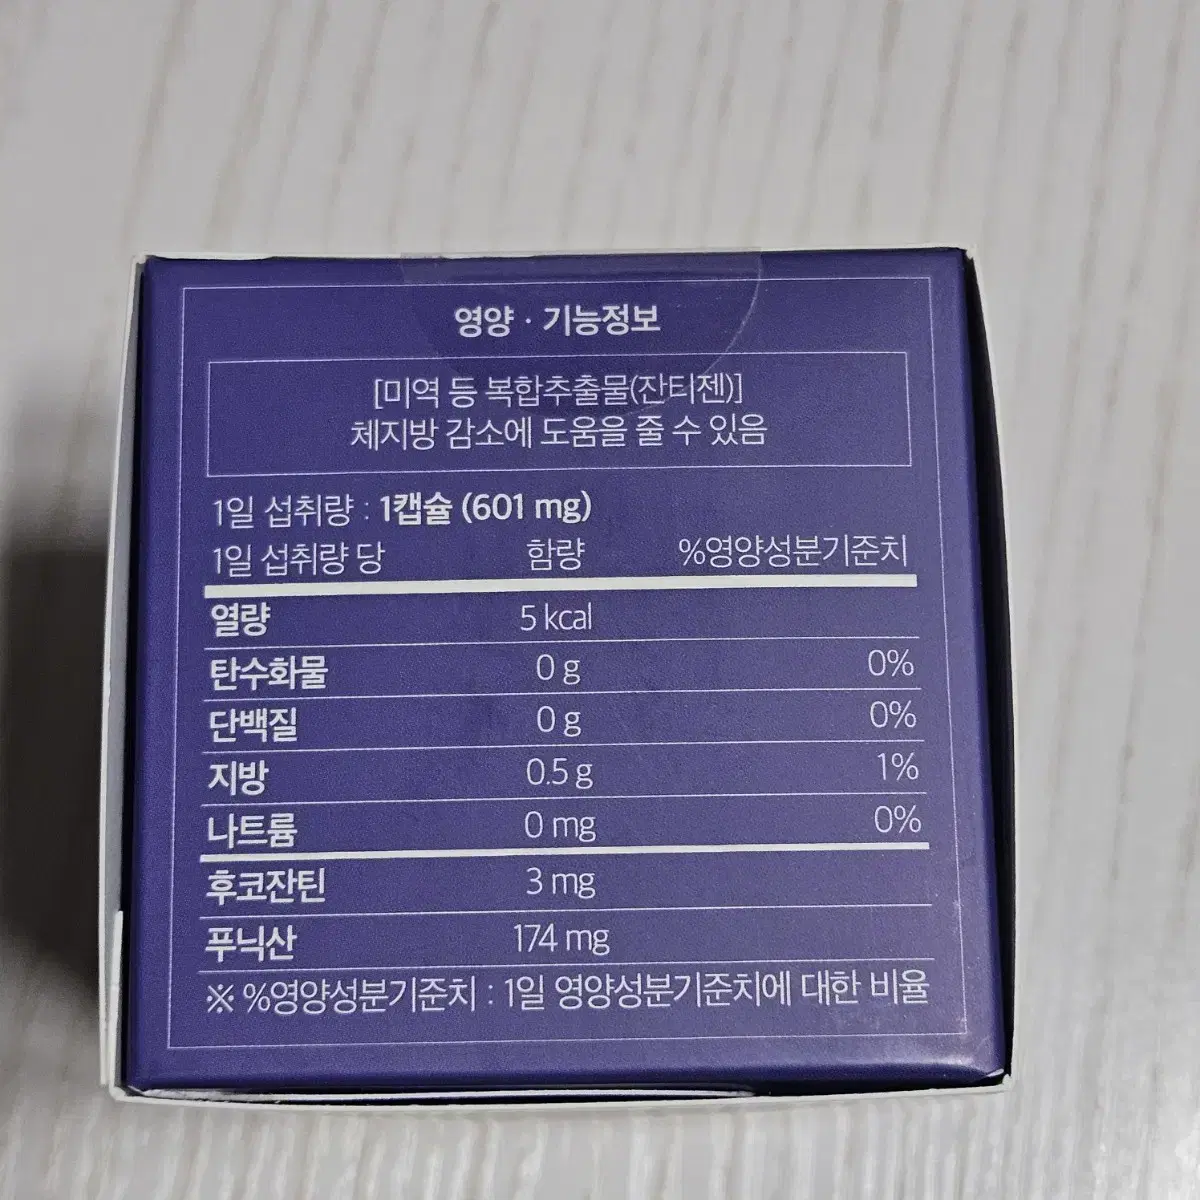 영양 · 기능정보
[미역 등 복합추출물(잔티젠)]
체지방 감소에 도움을 줄 수 있음
1일 섭취량 : 1캡슐 (601 mg)
1일 섭취량 당 함량 %영양성분기준치
열량 5 kcal
탄수화물 0 g 0%
단백질 0 g 0%
지방 0.5 g 1%
나트륨 0 mg 0%
후코잔틴 3 mg
푸닉산 174 mg
※ %영양성분기준치 : 1일 영양성분기준치에 대한 비율